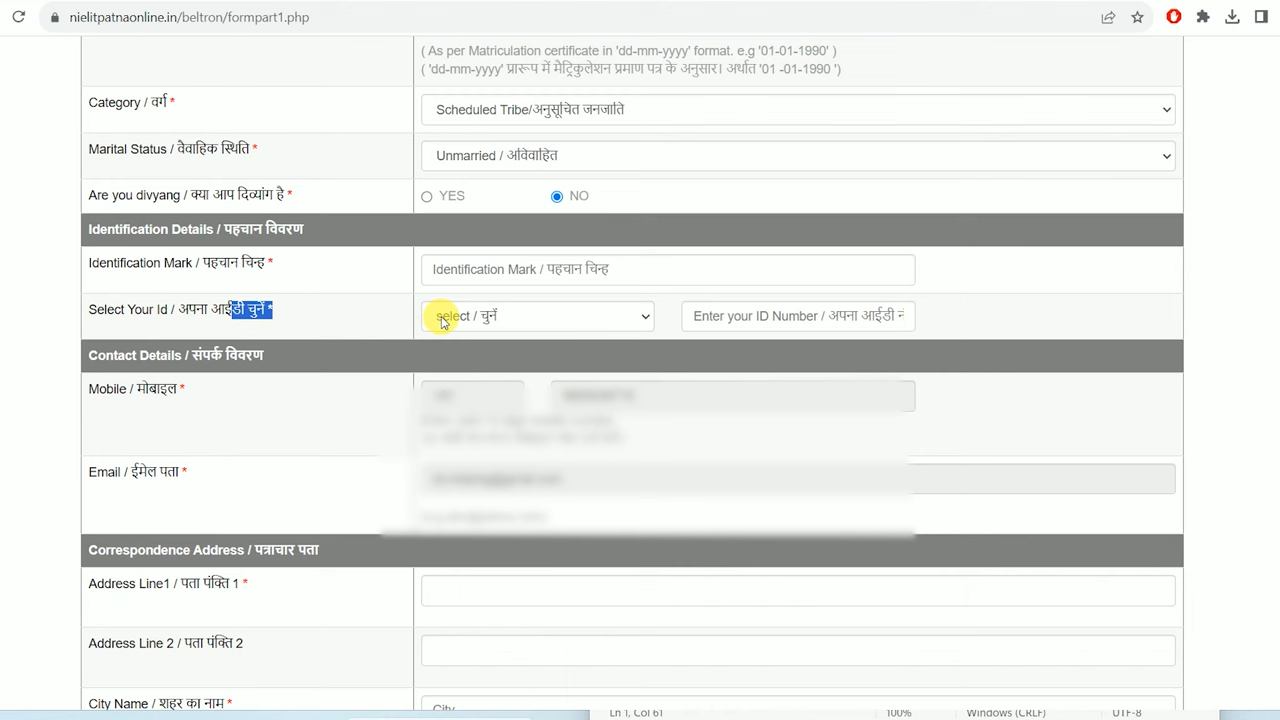 nielitpatnaonline.in/beltron/formpart1.php
( As per Matriculation certificate in 'dd-mm-yyyy' format. e.g '01-01-1990' )
( 'dd-mm-yyyy' प्रारूप में मैट्रिकुलेशन प्रमाण पत्र के अनुसार। अर्थात '01 -01-1990 ')
Category / वर्ग *
Scheduled Tribe/अनुसूचित जनजाति
Marital Status / वैवाहिक स्थिति *
Unmarried / अविवाहित
Are you divyang / क्या आप दिव्यांग है *
YES NO
Identification Details / पहचान विवरण
Identification Mark / पहचान चिन्ह *
Identification Mark / पहचान चिन्ह
Select Your Id / अपना आईडी चुनें *
select / चुनें
Enter your ID Number / अपना आईडी
Contact Details / संपर्क विवरण
Mobile / मोबाइल *
Email / ईमेल पता *
Correspondence Address / पत्राचार पता
Address Line1 / पता पंक्ति 1 *
Address Line 2 / पता पंक्ति 2
City Name / शहर का नाम *
City
Ln 1, Col 61 100% Windows (CRLF) UTF-8